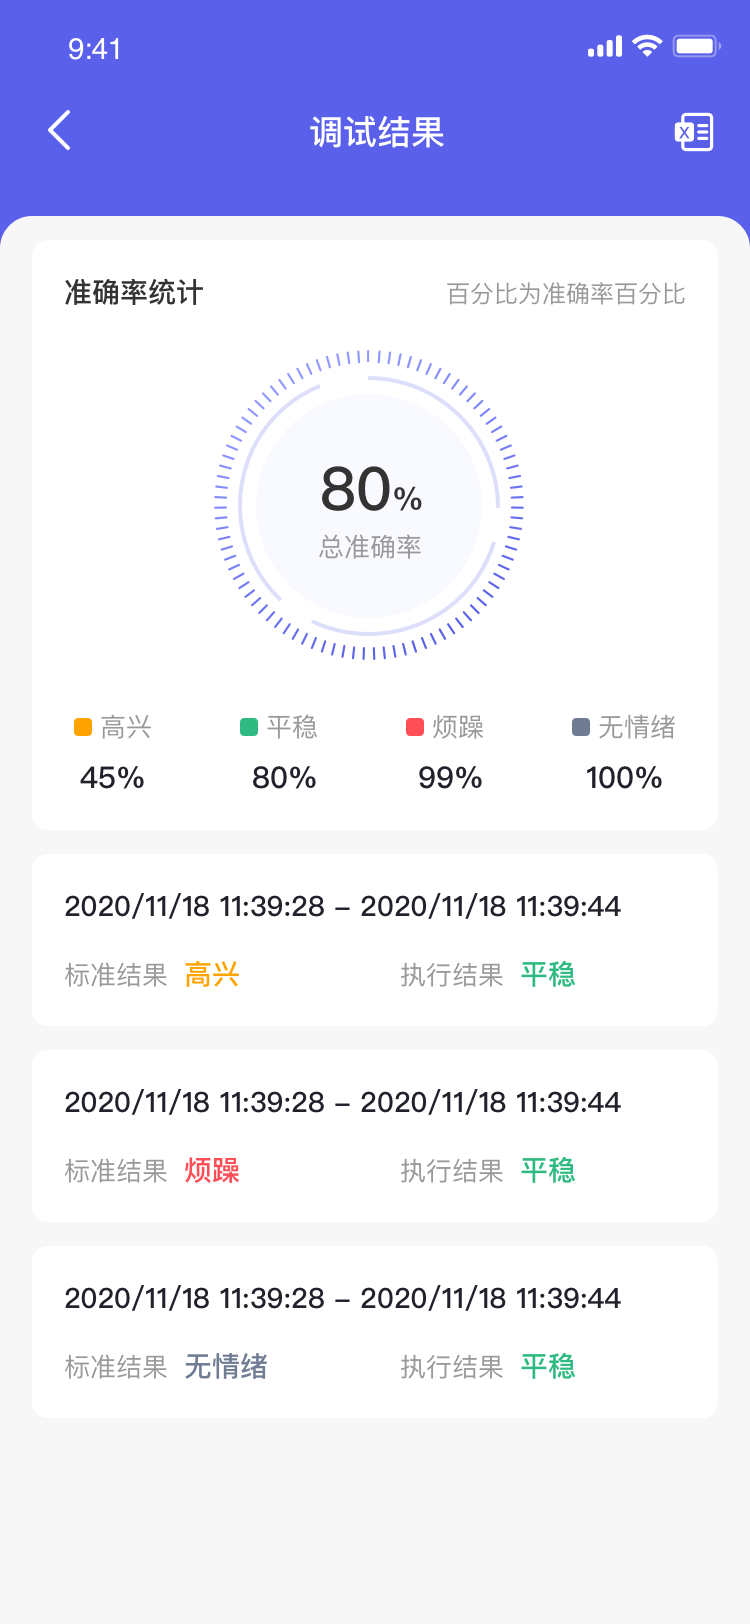 9:41
调试结果
X
准确率统计 百分比为准确率百分比
80%
总准确率
高兴 平稳 烦躁 无情绪
45% 80% 99% 100%
2020/11/18 11:39:28 – 2020/11/18 11:39:44
标准结果 高兴 执行结果 平稳
2020/11/18 11:39:28 – 2020/11/18 11:39:44
标准结果 烦躁 执行结果 平稳
2020/11/18 11:39:28 – 2020/11/18 11:39:44
标准结果 无情绪 执行结果 平稳